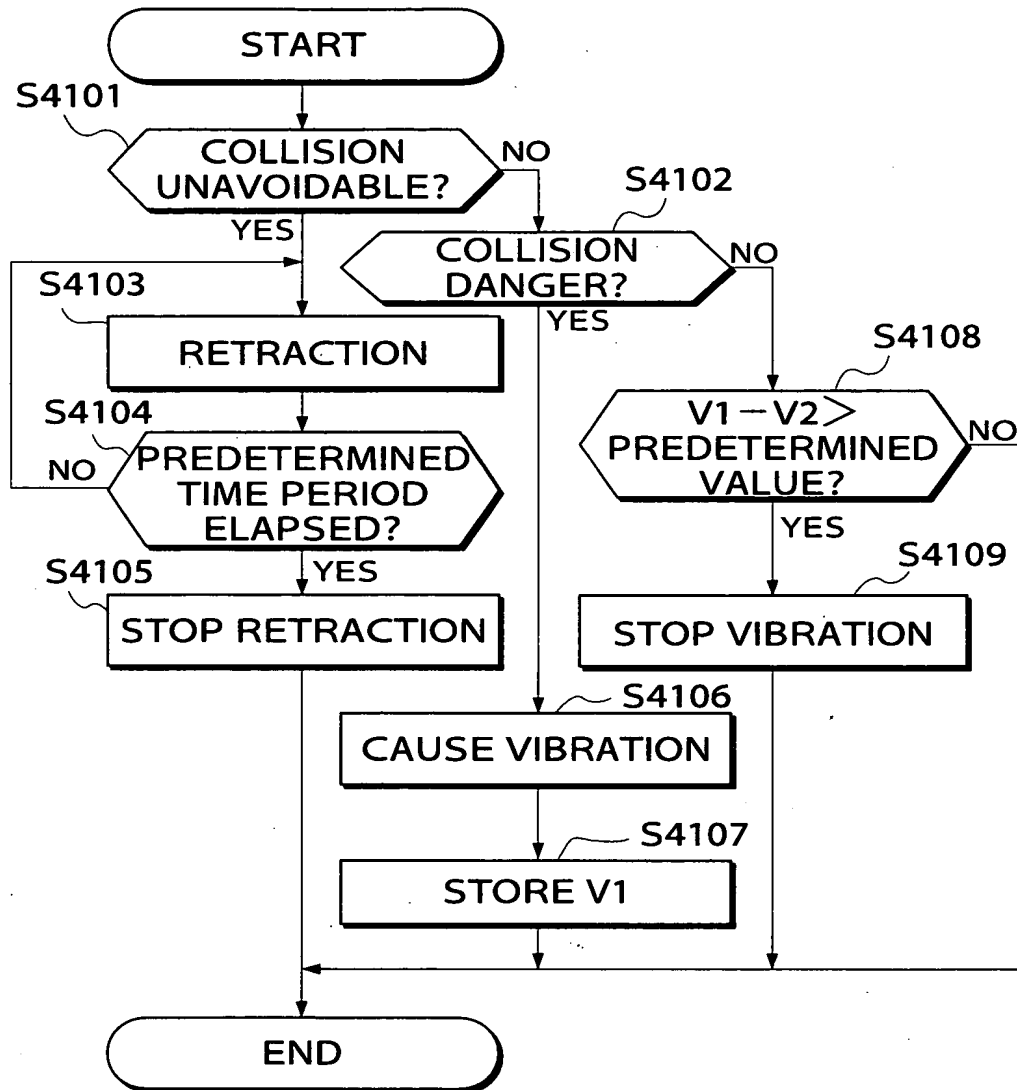 START
S4101
COLLISION
UNAVOIDABLE?
NO
S4102
YES
COLLISION
DANGER?
NO
S4103
YES
RETRACTION
S4108
S4104
V1-V2>
PREDETERMINED
VALUE?
NO
NO
PREDETERMINED
TIME PERIOD
ELAPSED?
YES
S4105
YES
S4109
STOP RETRACTION
STOP VIBRATION
S4106
CAUSE VIBRATION
S4107
STORE V1
END